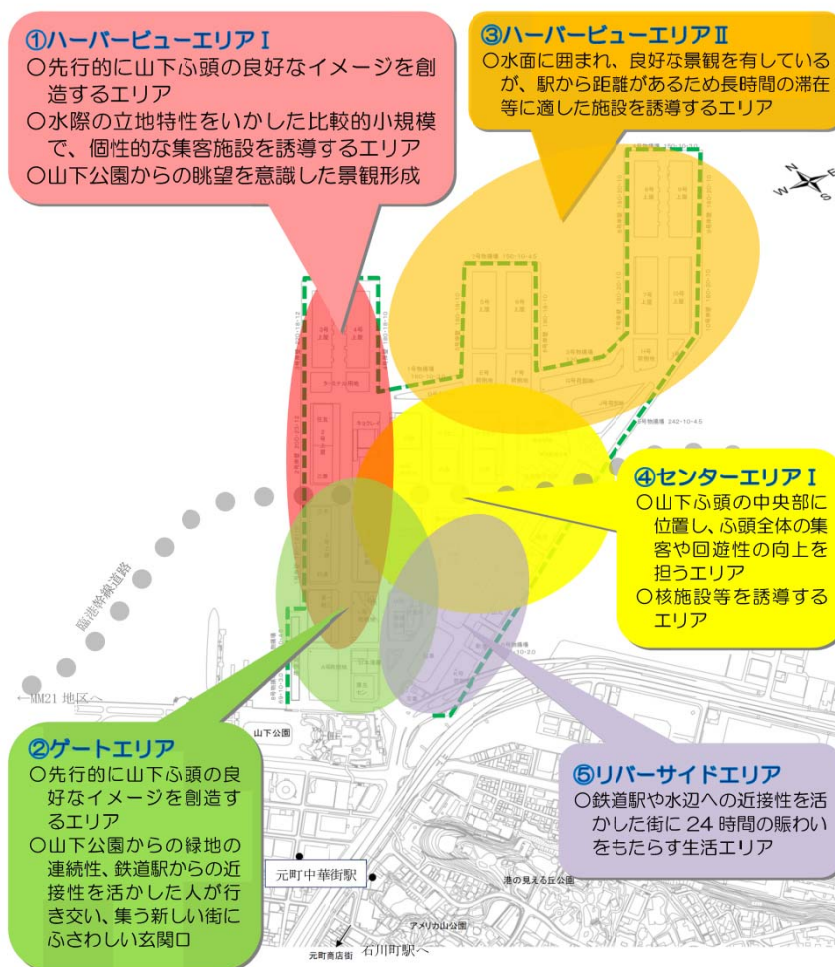 ①ハーバービューエリアⅠ
○先行的に山下ふ頭の良好なイメージを創
造するエリア
○水際の立地特性をいかした比較的小規模
で、個性的な集客施設を誘導するエリア
○山下公園からの眺望を意識した景観形成
③ハーバービューエリアⅡ
○水面に囲まれ、良好な景観を有している
が、駅から距離があるため長時間の滞在
等に適した施設を誘導するエリア
N
E
W
S
④センターエリアⅠ
○山下ふ頭の中央部に
位置し、ふ頭全体の集
客や回遊性の向上を
担うエリア
○核施設等を誘導する
エリア
臨港幹線道路
←MM21地区へ
山下公園
②ゲートエリア
○先行的に山下ふ頭の良
好なイメージを創造す
るエリア
○山下公園からの緑地の
連続性、鉄道駅からの近
接性を活かした人が行
き交い、集う新しい街に
ふさわしい玄関口
⑤リバーサイドエリア
○鉄道駅や水辺への近接性を活
かした街に24時間の賑わい
をもたらす生活エリア
元町中華街駅
港の見える丘公園
アメリカ山公園
元町商店街
石川町駅へ